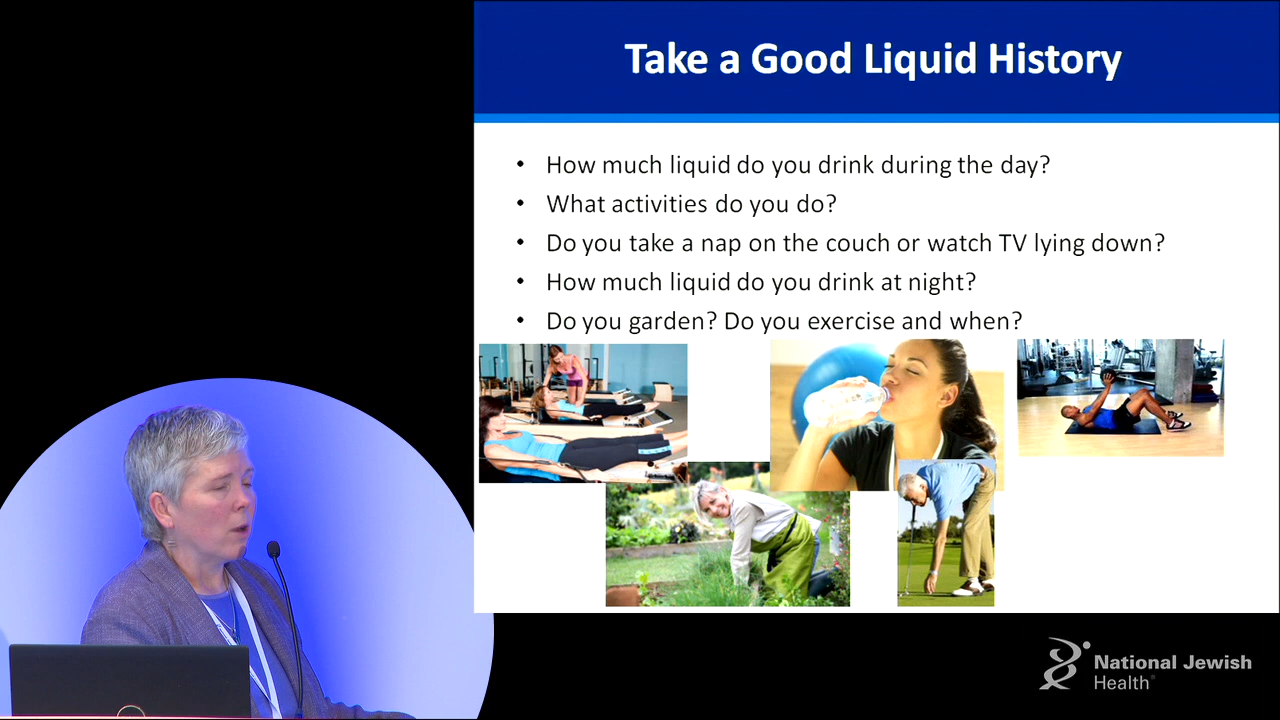 Take a Good Liquid History
• How much liquid do you drink during the day?
• What activities do you do?
• Do you take a nap on the couch or watch TV lying down?
• How much liquid do you drink at night?
• Do you garden? Do you exercise and when?
National Jewish
Health®